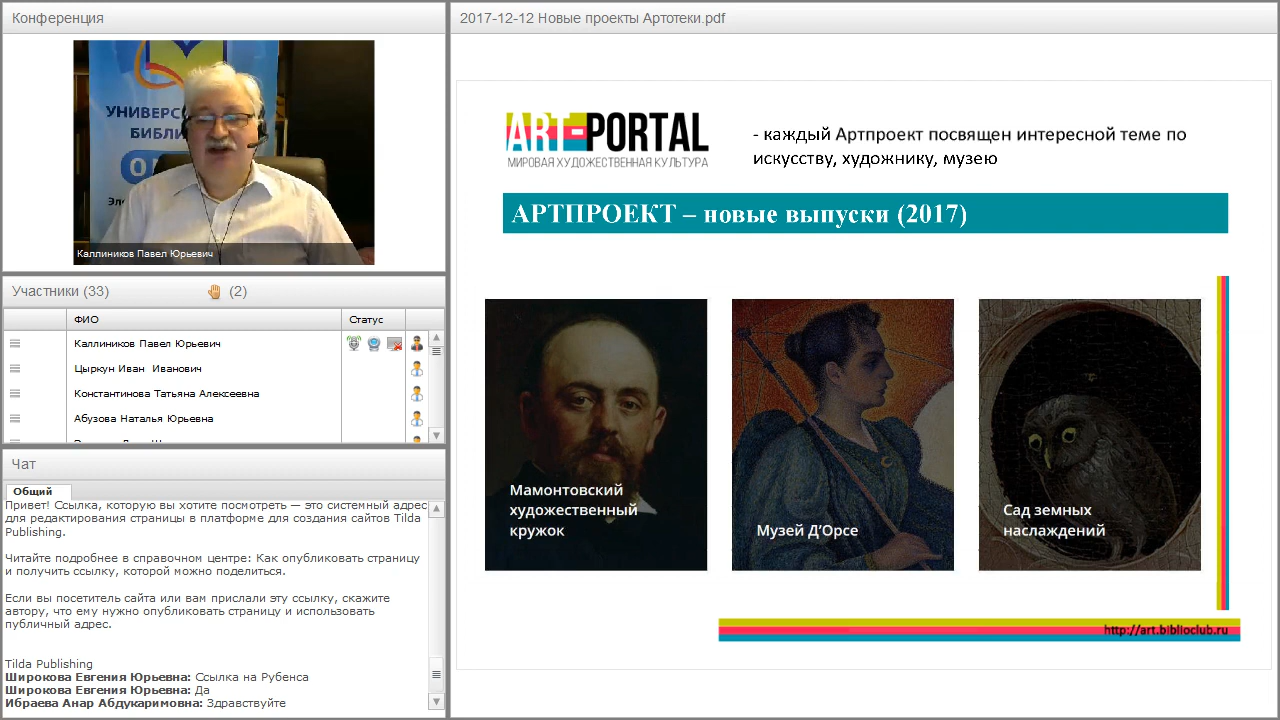 Конференция
УНИВЕРС
БИБЛИ
Каллиников Павел Юрьевич
Участники (33)
(2)
ФИО
Статус
Каллиников Павел Юрьевич
Цыркун Иван Иванович
Константинова Татьяна Алексеевна
Абузова Наталья Юрьевна
Чат
Общий
Привет! Ссылка, которую вы хотите посмотреть — это системный адрес
для редактирования страницы в платформе для создания сайтов Tilda
Publishing.
Читайте подробнее в справочном центре: Как опубликовать страницу
и получить ссылку, которой можно поделиться.
Если вы посетитель сайта или вам прислали эту ссылку, скажите
автору, что ему нужно опубликовать страницу и использовать
публичный адрес.
Tilda Publishing
Широкова Евгения Юрьевна: Ссылка на Рубенса
Широкова Евгения Юрьевна: Да
Ибраева Анар Абдукаримовна: Здравствуйте
2017-12-12 Новые проекты Артотеки.pdf
ART-PORTAL
МИРОВАЯ ХУДОЖЕСТВЕННАЯ КУЛЬТУРА
- каждый Артпроект посвящен интересной теме по
искусству, художнику, музею
АРТПРОЕКТ – новые выпуски (2017)
Мамонтовский
художественный
кружок
Музей Д’Орсе
Сад земных
наслаждений
http://art.biblioclub.ru